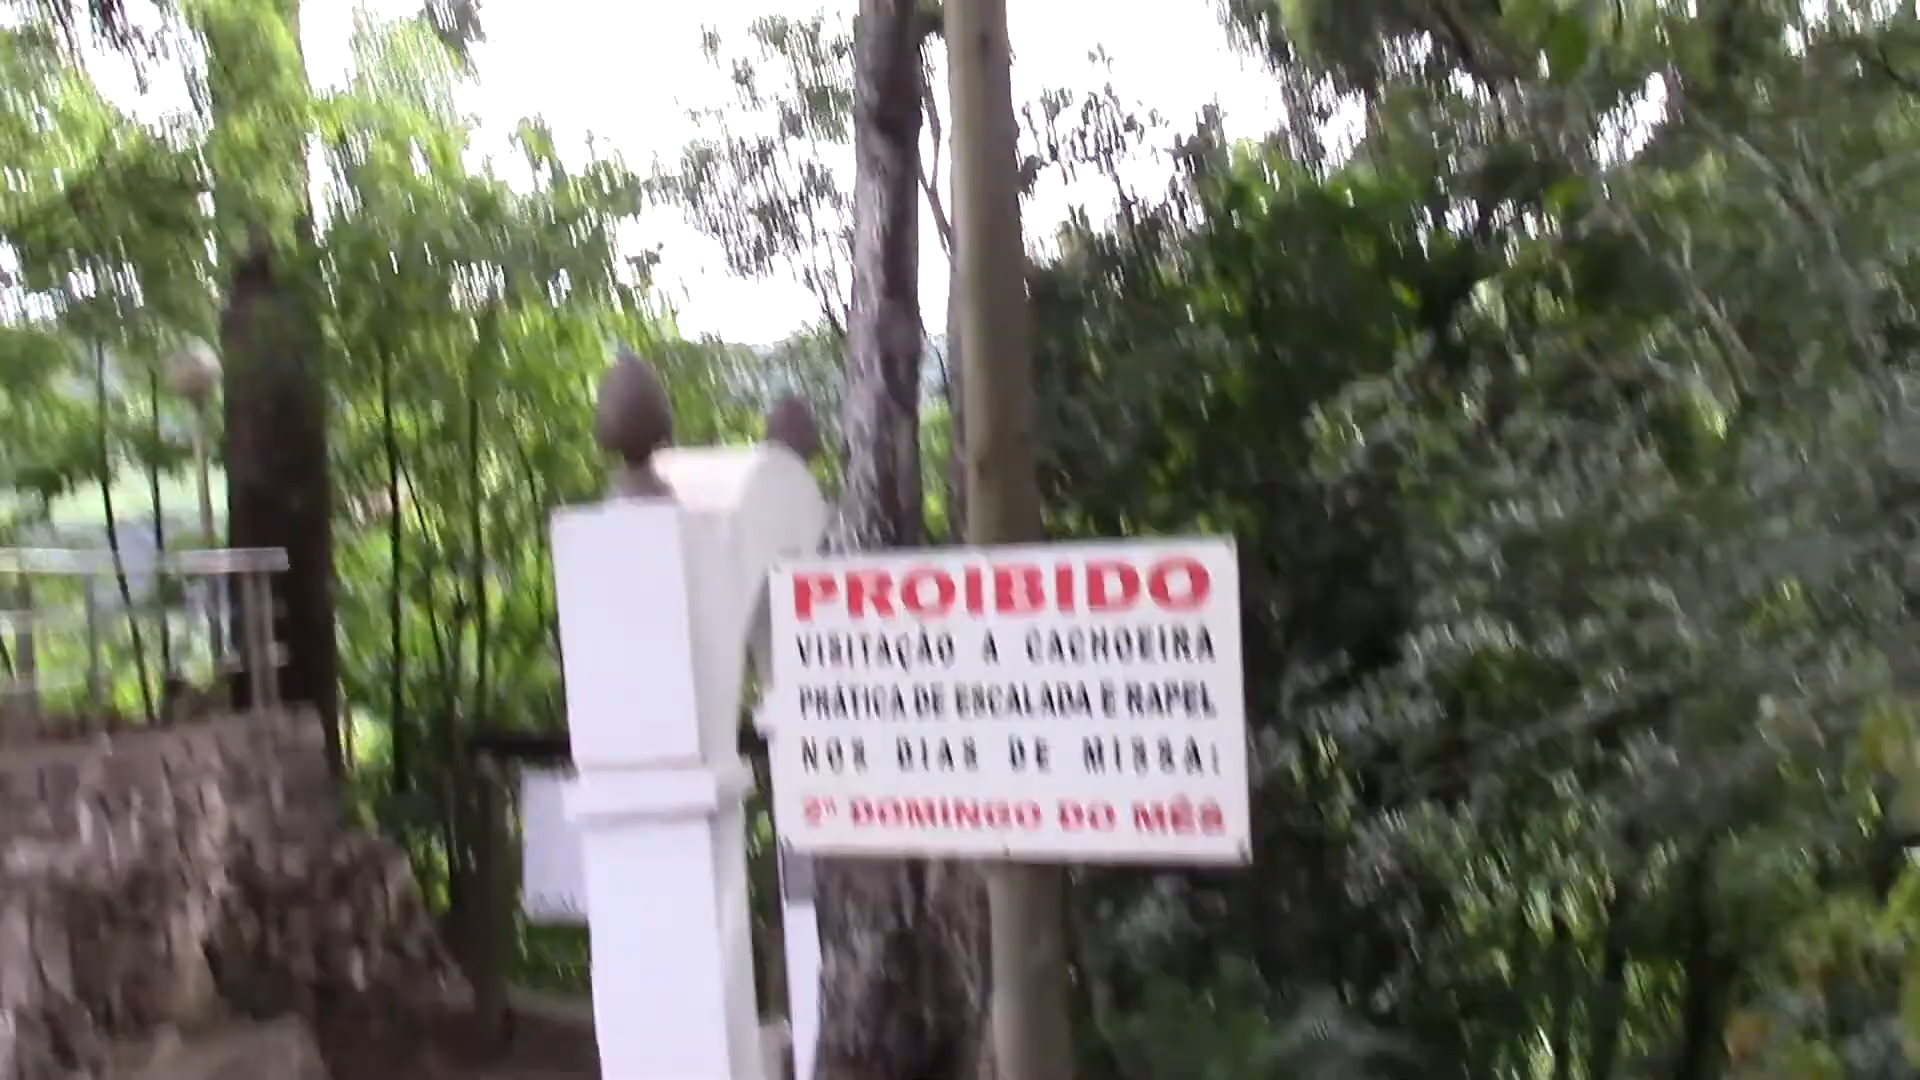 PROIBIDO
VISITAÇÃO A CACHOEIRA
PRÁTICA DE ESCALADA E RAPEL
NOS DIAS DE MISSA:
2º DOMINGO DO MÊS